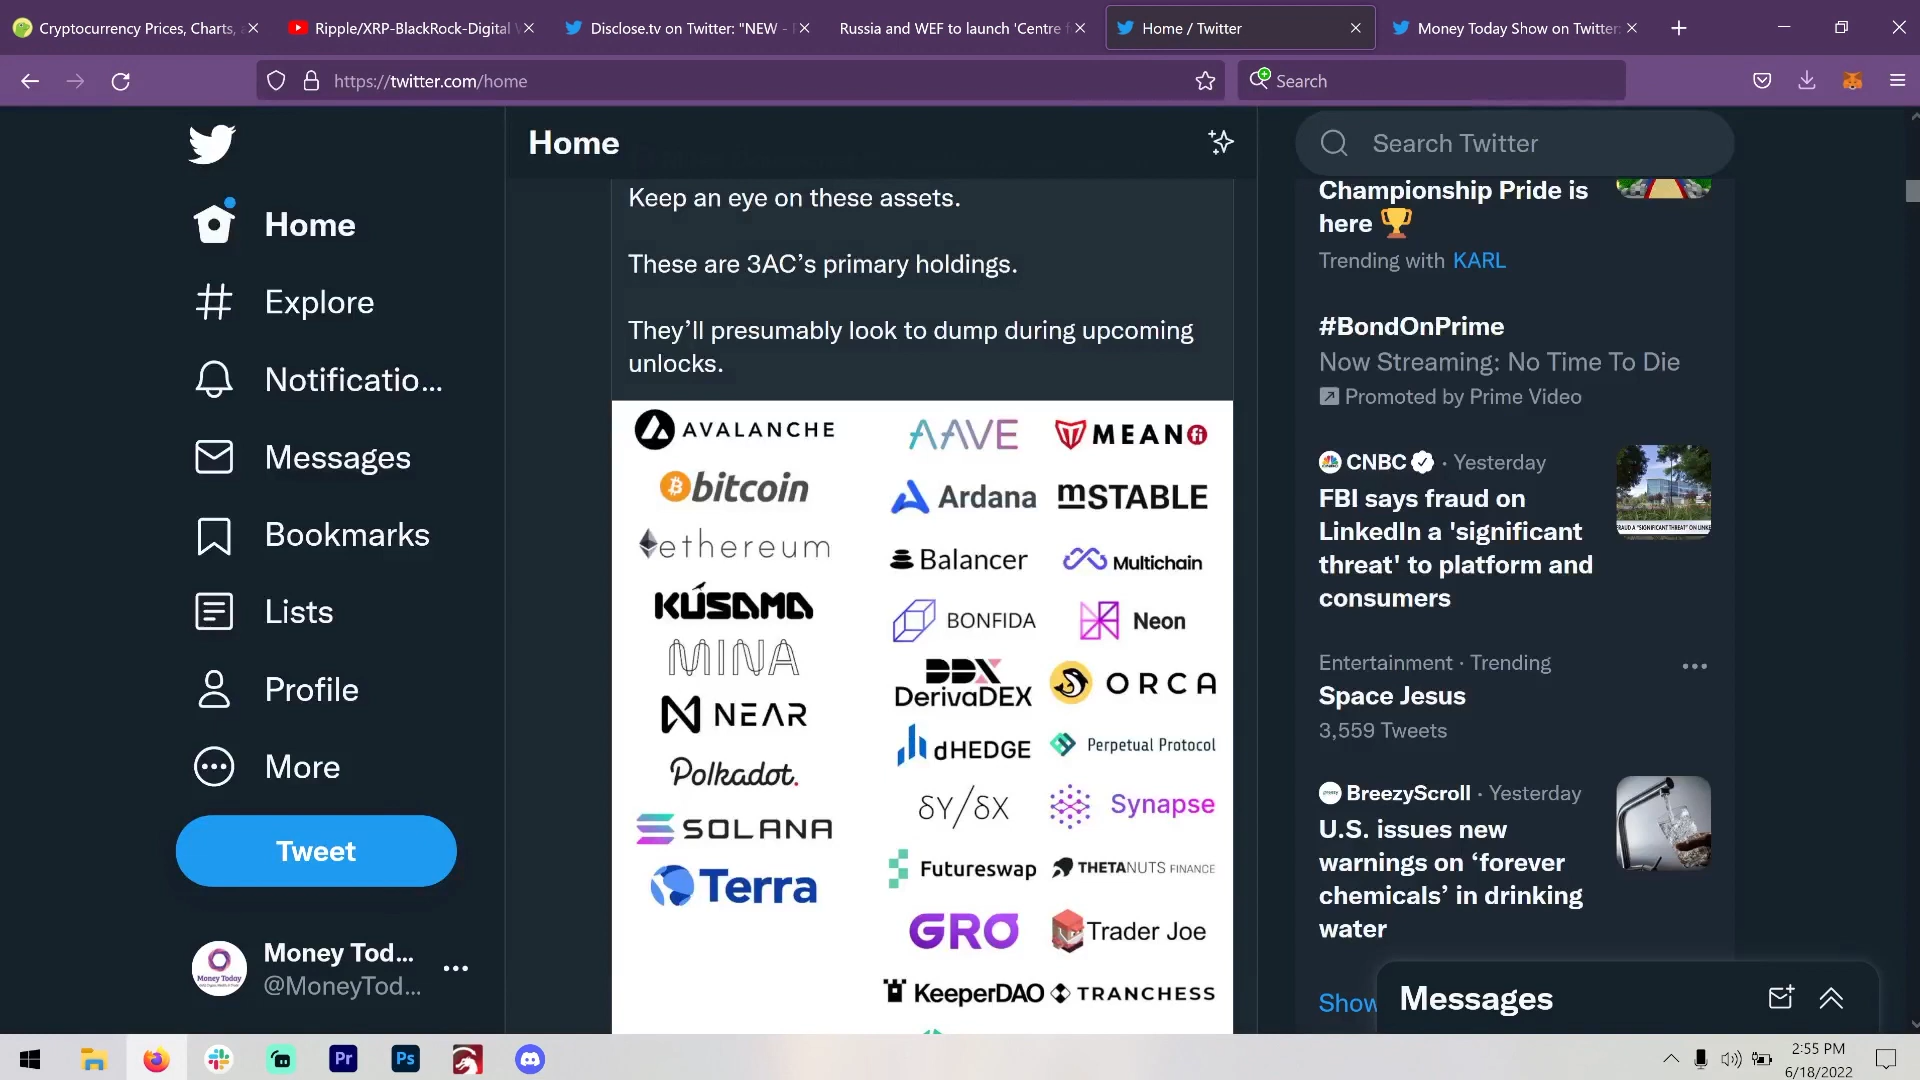 Cryptocurrency Prices, Charts,
Ripple/XRP-BlackRock-Digital
Disclose.tv on Twitter: "NEW -
Russia and WEF to launch 'Centre f
Home / Twitter
Money Today Show on Twitter:
https://twitter.com/home
Search
Home
Explore
Notificatio...
Messages
Bookmarks
Lists
Profile
More
Tweet
Money Tod...
@MoneyTod...
Money Today
Home
Keep an eye on these assets.
These are 3AC’s primary holdings.
They’ll presumably look to dump during upcoming
unlocks.
AVALANCHE
bitcoin
ethereum
KUSAMA
MINA
NEAR
Polkadot.
SOLANA
Terra
AAVE
Ardana
Balancer
BONFIDA
DDX
DerivaDEX
dHEDGE
δY/δX
Futureswap
GRO
KeeperDAO
MEAN fi
mSTABLE
Multichain
Neon
ORCA
Perpetual Protocol
Synapse
THETANUTS FINANCE
Trader Joe
TRANCHESS
Search Twitter
Championship Pride is
here
Trending with KARL
#BondOnPrime
Now Streaming: No Time To Die
Promoted by Prime Video
CNBC · Yesterday
FBI says fraud on
LinkedIn a 'significant
threat' to platform and
consumers
Entertainment · Trending
Space Jesus
3,559 Tweets
BreezyScroll · Yesterday
U.S. issues new
warnings on ‘forever
chemicals’ in drinking
water
Show
Messages
Pr
Ps
2:55 PM
6/18/2022